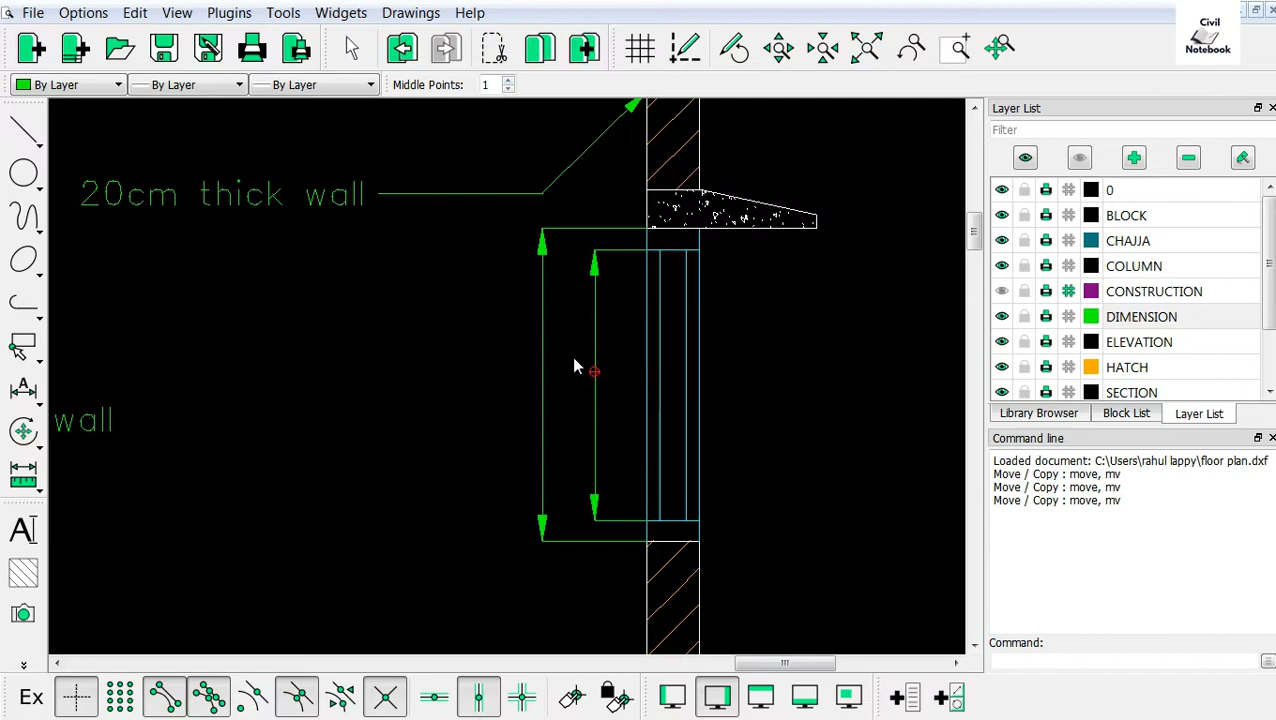 File Options Edit View Plugins Tools Widgets Drawings Help
Civil
Notebook
By Layer By Layer By Layer Middle Points: 1
Layer List
Filter
0
BLOCK
CHAJJA
COLUMN
CONSTRUCTION
DIMENSION
ELEVATION
HATCH
SECTION
Library Browser Block List Layer List
Command line
Loaded document: C:\Users\rahul lappy\floor plan.dxf
Move / Copy : move, mv
Move / Copy : move, mv
Move / Copy : move, mv
Command:
20cm thick wall
wall
A
A
Ex